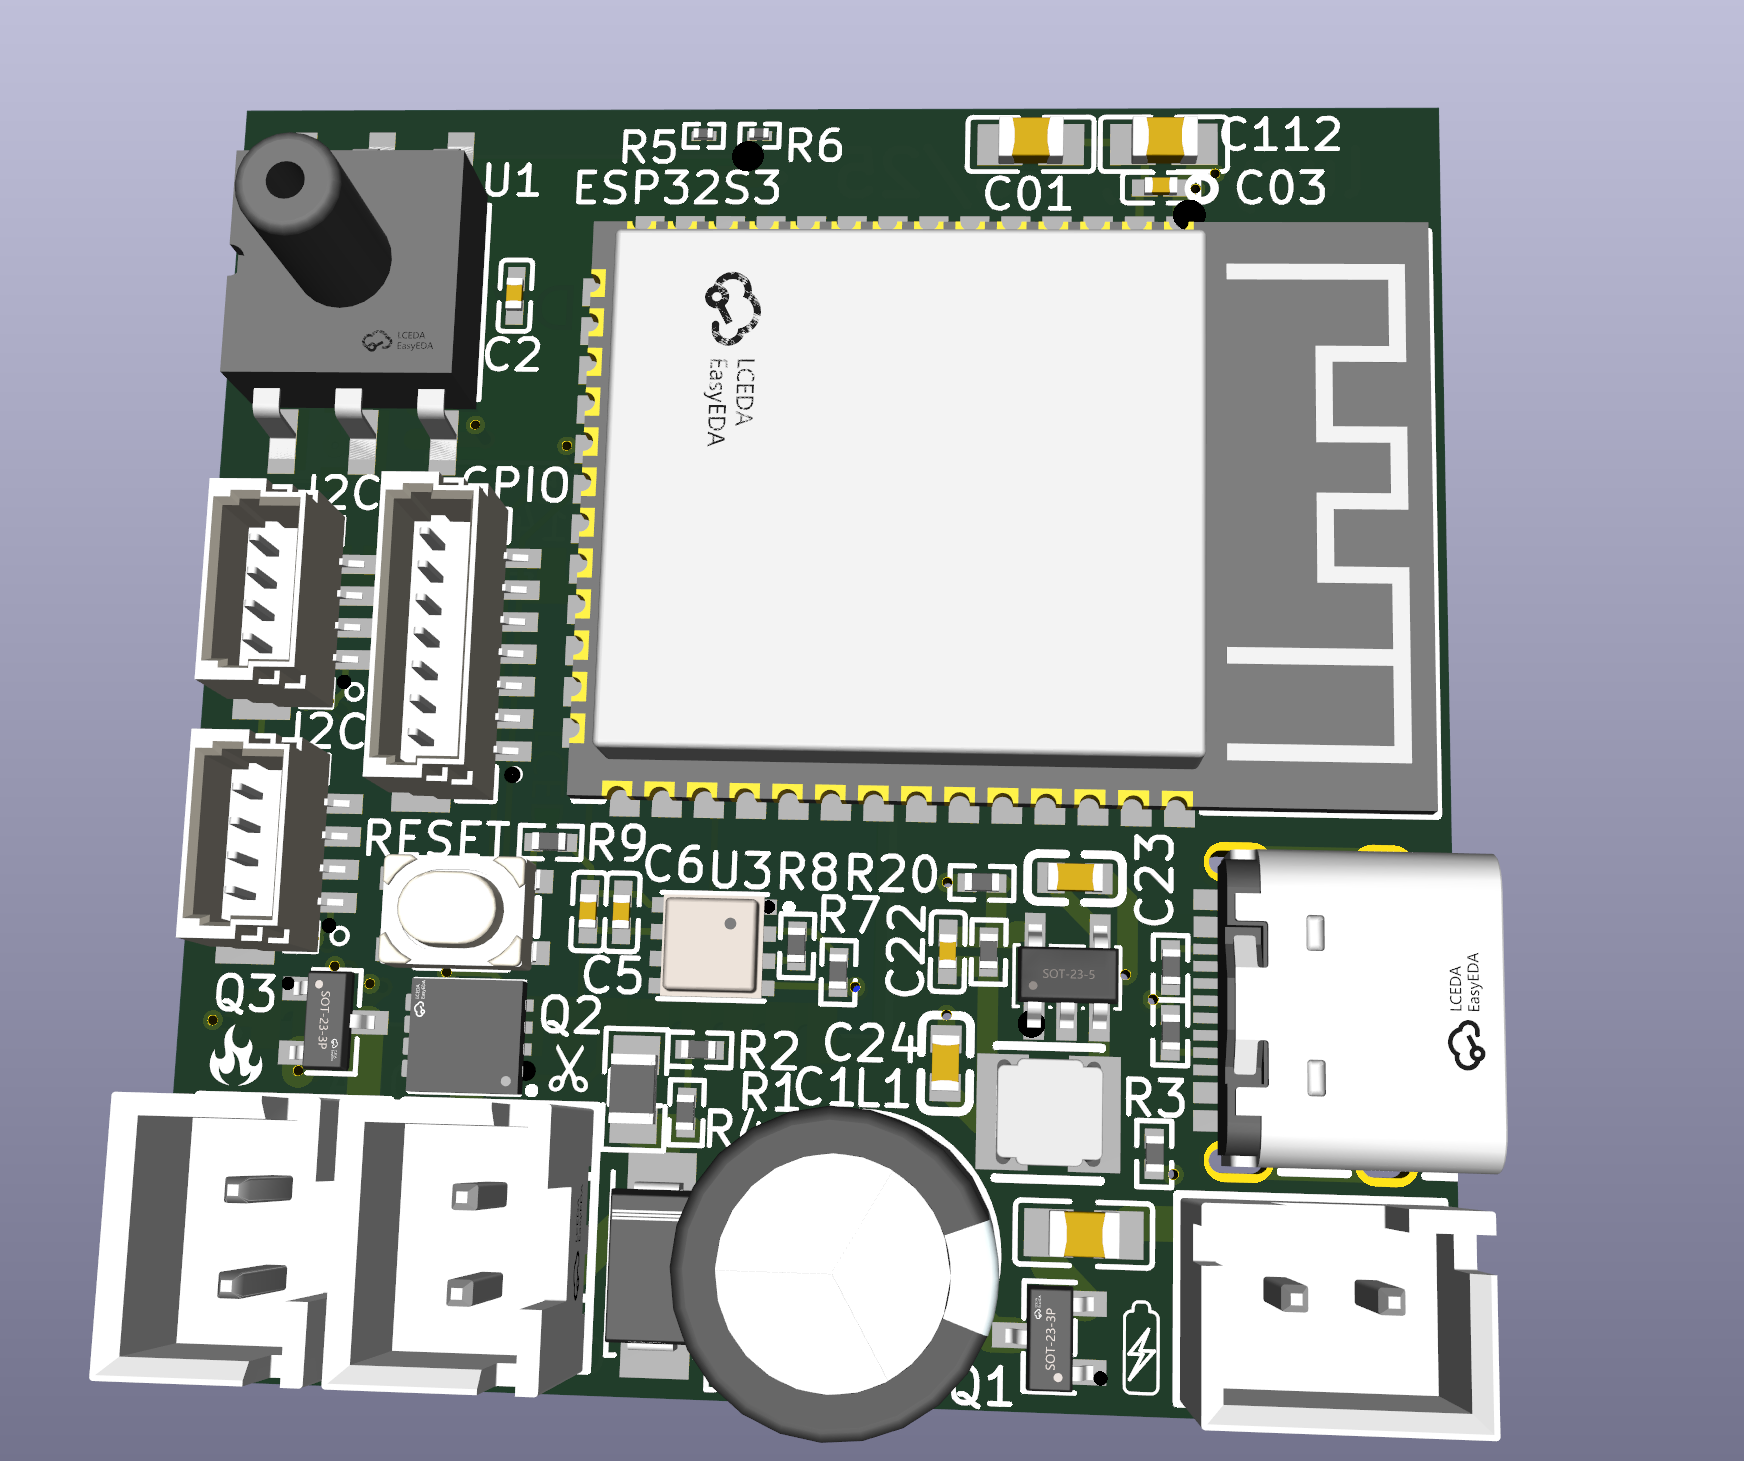 R5
R6
C112
ESP32S3
C01
C03
U1
LCEDA
EasyEDA
C2
LCEDA
EasyEDA
I2C
GPIO
I2C
RESET
R9
C6
U3
R8
R20
C23
R7
C22
C5
SOT-23-5
Q3
SOT-23-3P
Q2
R2
C24
R1
C1
L1
R4
R3
LCEDA
EasyEDA
SOT-23-3P
Q1